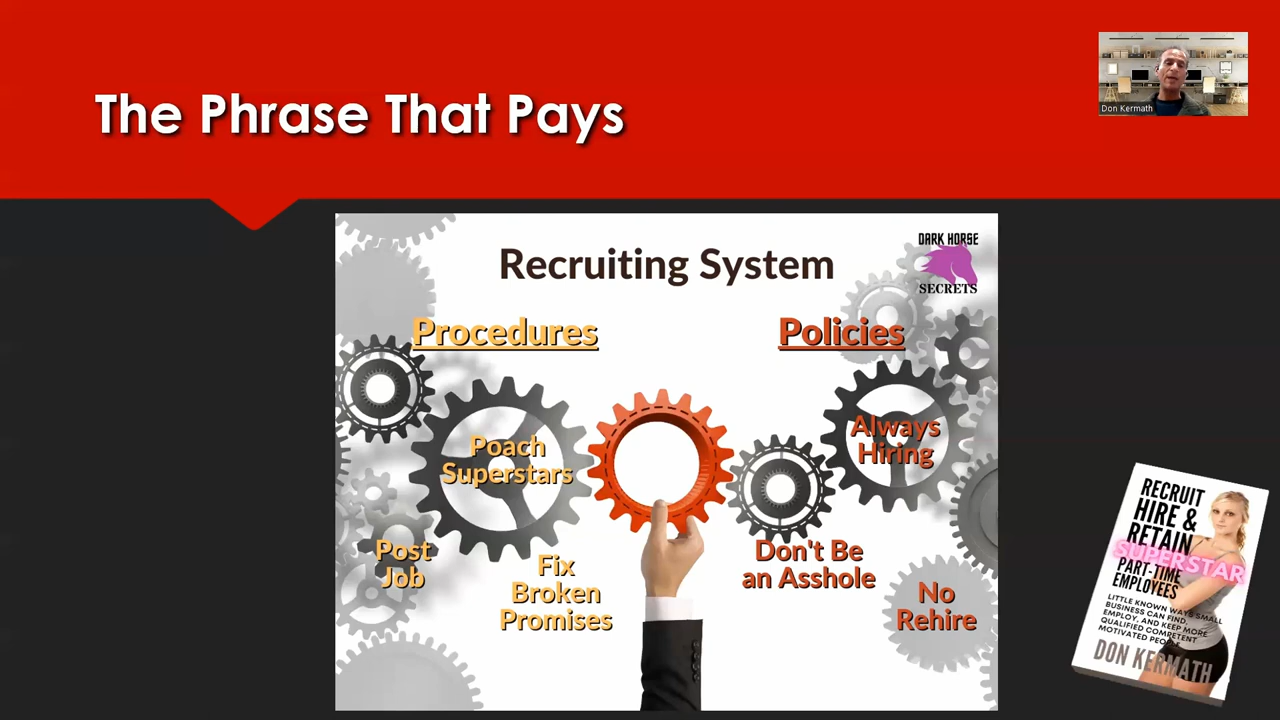 The Phrase That Pays
Don Kermath
Recruiting System
DARK HORSE
SECRETS
Procedures
Policies
Poach
Superstars
Always
Hiring
Post
Job
Fix
Broken
Promises
Don't Be
an Asshole
No
Rehire
RECRUIT
HIRE &
RETAIN
SUPERSTAR
PART-TIME
EMPLOYEES
LITTLE KNOWN WAYS SMALL
BUSINESS CAN FIND,
EMPLOY, AND KEEP MORE
QUALIFIED COMPETENT
MOTIVATED PEOPLE
DON KERMATH